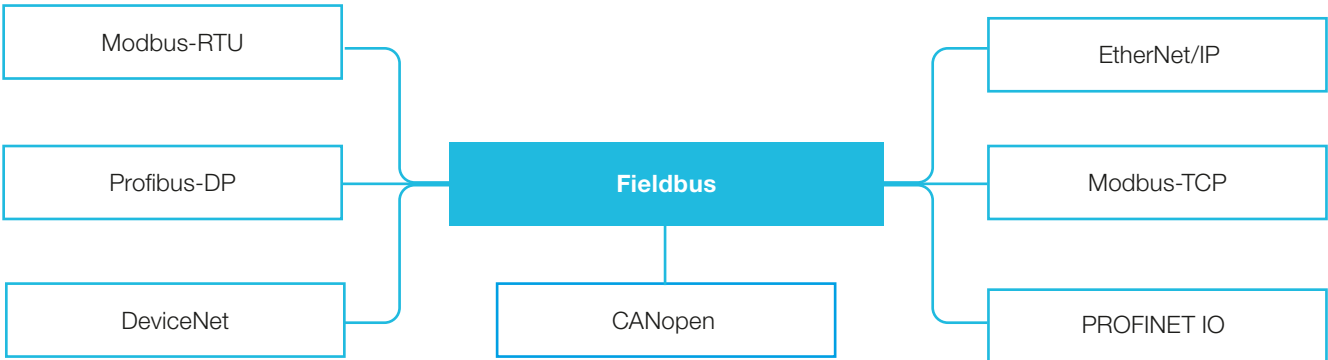 Modbus-RTU
EtherNet/IP
Profibus-DP
Fieldbus
Modbus-TCP
DeviceNet
CANopen
PROFINET IO